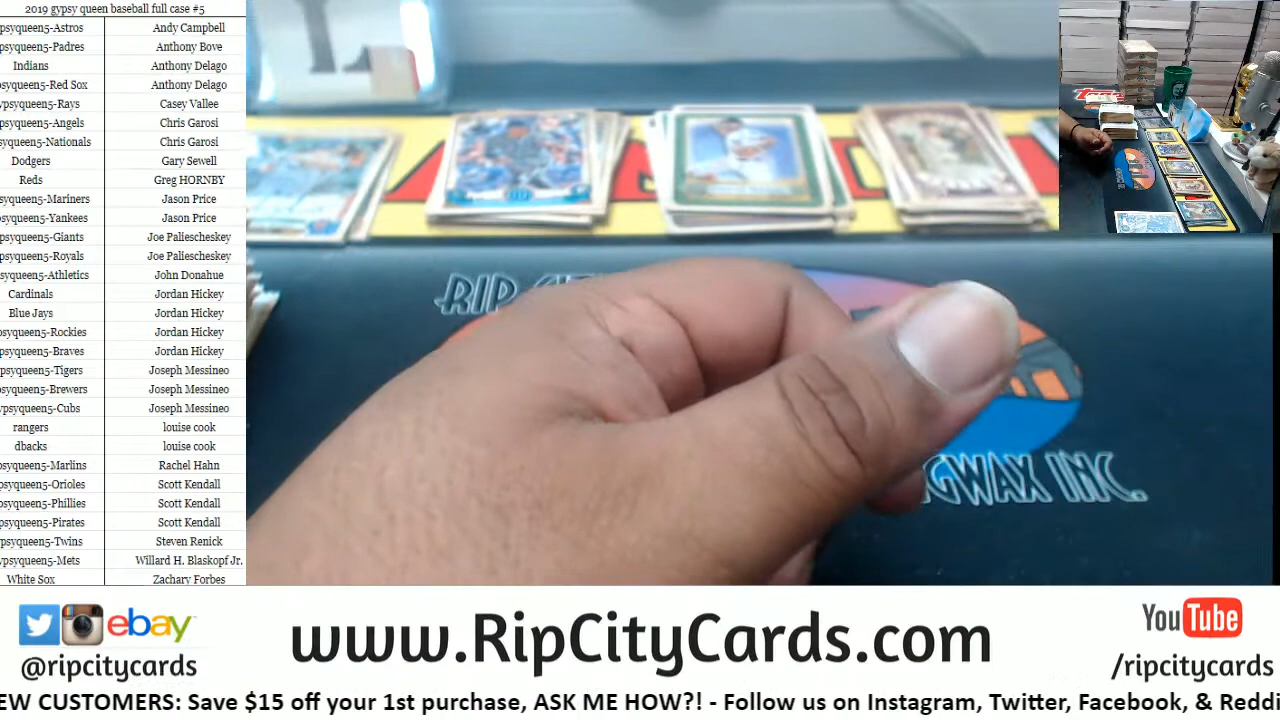 2019 gypsy queen baseball full case #5
psyqueen5-Astros Andy Campbell
psyqueen5-Padres Anthony Bove
Indians Anthony Delago
psyqueen5-Red Sox Anthony Delago
ypsyqueen5-Rays Casey Vallee
psyqueen5-Angels Chris Garosi
psyqueen5-Nationals Chris Garosi
Dodgers Gary Sewell
Reds Greg HORNBY
psyqueen5-Mariners Jason Price
psyqueen5-Yankees Jason Price
psyqueen5-Giants Joe Paliescheskey
psyqueen5-Royals Joe Paliescheskey
psyqueen5-Athletics John Donahue
Cardinals Jordan Hickey
Blue Jays Jordan Hickey
psyqueen5-Rockies Jordan Hickey
psyqueen5-Braves Jordan Hickey
psyqueen5-Tigers Joseph Messineo
psyqueen5-Brewers Joseph Messineo
ypsyqueen5-Cubs Joseph Messineo
rangers louise cook
dbacks louise cook
psyqueen5-Marlins Rachel Hahn
psyqueen5-Orioles Scott Kendall
psyqueen5-Phillies Scott Kendall
psyqueen5-Pirates Scott Kendall
psyqueen5-Twins Steven Renick
ypsyqueen5-Mets Willard H. Blaskopf Jr.
White Sox Zachary Forbes
RIP
GWAX INC.
ebay
@ripcitycards
www.RipCityCards.com
YouTube
/ripcitycards
EW CUSTOMERS: Save $15 off your 1st purchase, ASK ME HOW?! - Follow us on Instagram, Twitter, Facebook, & Reddi